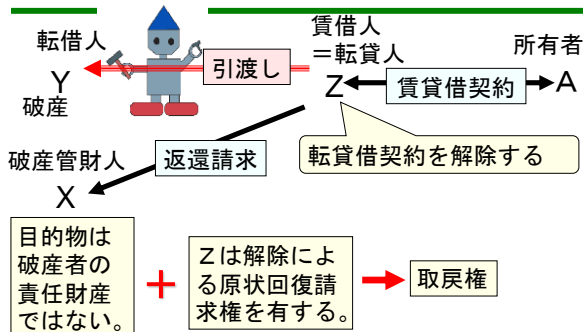 転借人
Y
破産
引渡し
賃借人
＝転貸人
Z
賃貸借契約
所有者
A
破産管財人
X
返還請求
転貸借契約を解除する
目的物は
破産者の
責任財産
ではない。
＋
Ｚは解除によ
る原状回復請
求権を有する。
取戻権